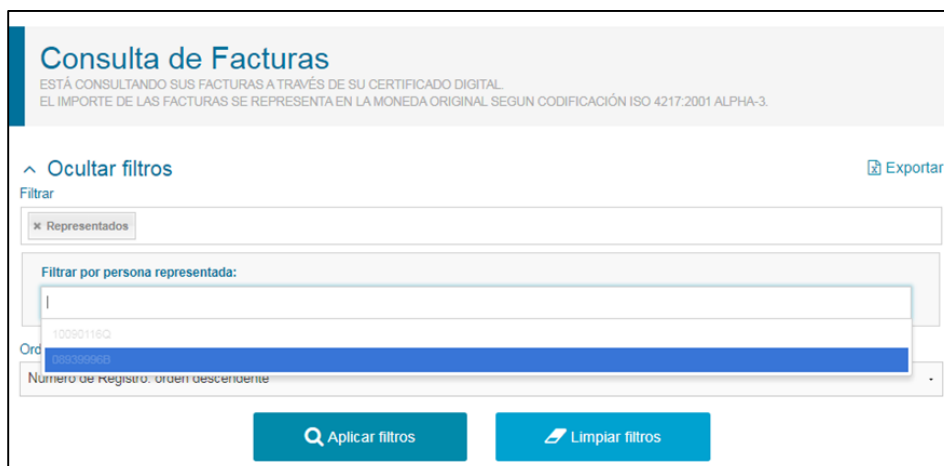 Consulta de Facturas
ESTÁ CONSULTANDO SUS FACTURAS A TRAVÉS DE SU CERTIFICADO DIGITAL.
EL IMPORTE DE LAS FACTURAS SE REPRESENTA EN LA MONEDA ORIGINAL SEGUN CODIFICACIÓN ISO 4217:2001 ALPHA-3.
Ocultar filtros
Exportar
Filtrar
Representados
Filtrar por persona representada:
10090116Q
08939996B
Ord
Número de Registro: orden descendente
Aplicar filtros
Limpiar filtros